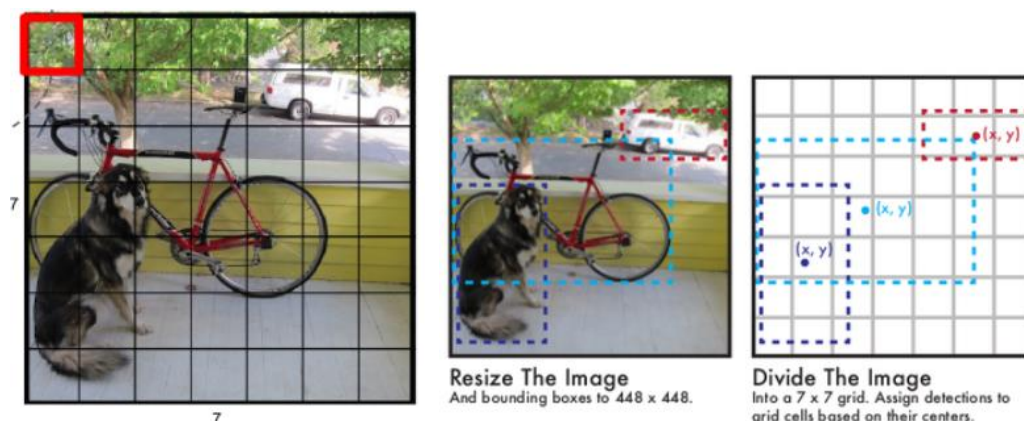 7
7
Resize The Image
And bounding boxes to 448 x 448.
(x, y)
(x, y)
(x, y)
Divide The Image
Into a 7 x 7 grid. Assign detections to
grid cells based on their centers.